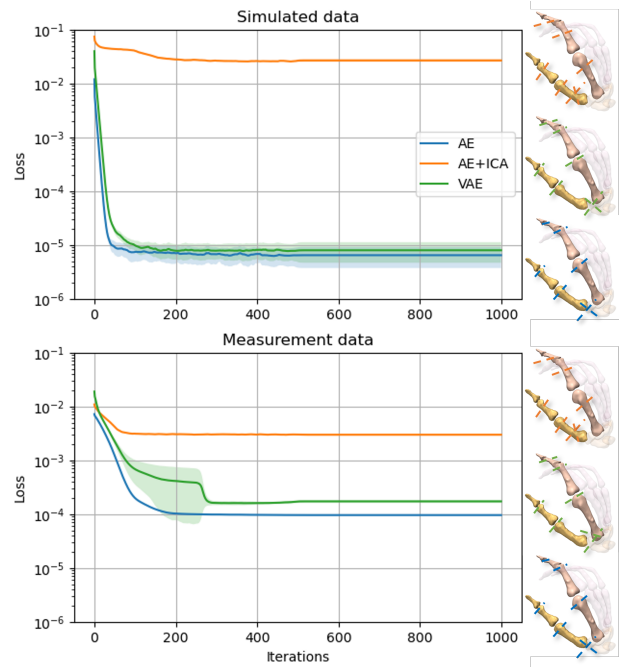 Simulated data
10⁻¹
10⁻²
10⁻³
10⁻⁴
10⁻⁵
10⁻⁶
Loss
AE
AE+ICA
VAE
0 200 400 600 800 1000
Measurement data
10⁻¹
10⁻²
10⁻³
10⁻⁴
10⁻⁵
10⁻⁶
Loss
0 200 400 600 800 1000
Iterations